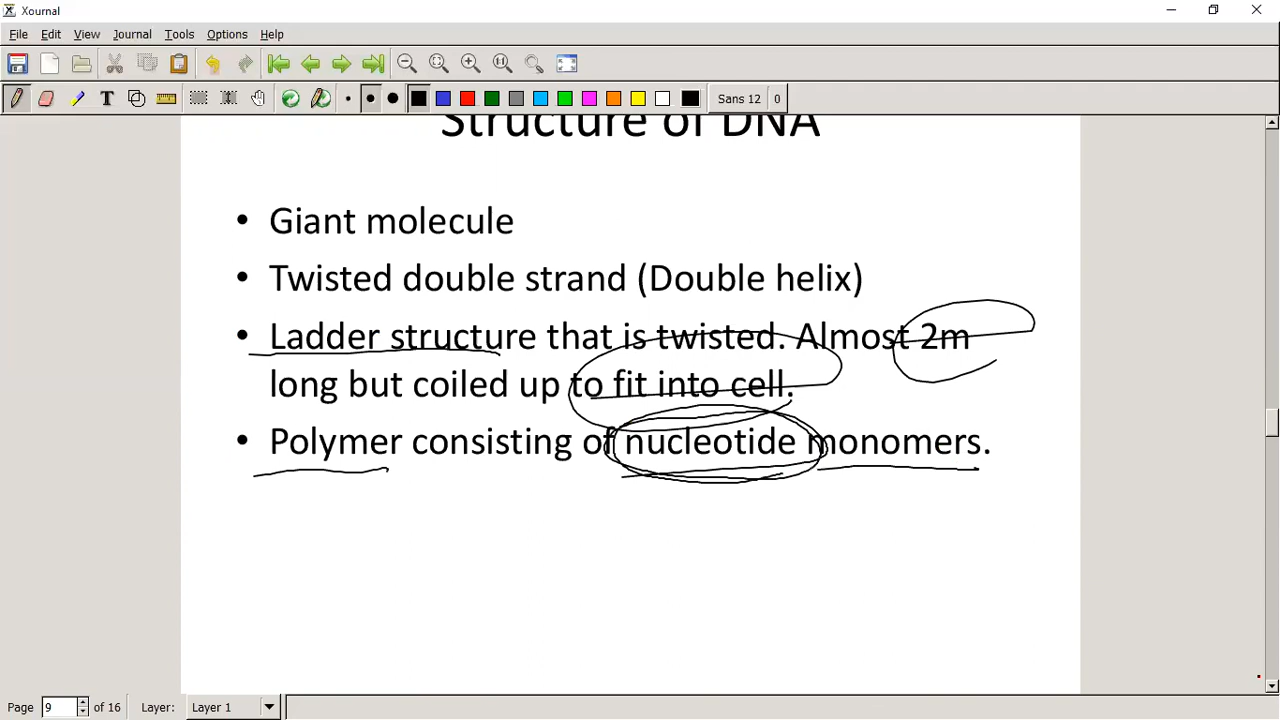 Xournal
File Edit View Journal Tools Options Help
Sans 12 0
Structure of DNA
• Giant molecule
• Twisted double strand (Double helix)
• Ladder structure that is twisted. Almost 2m
long but coiled up to fit into cell.
• Polymer consisting of nucleotide monomers.
Page 9 of 16 Layer: Layer 1